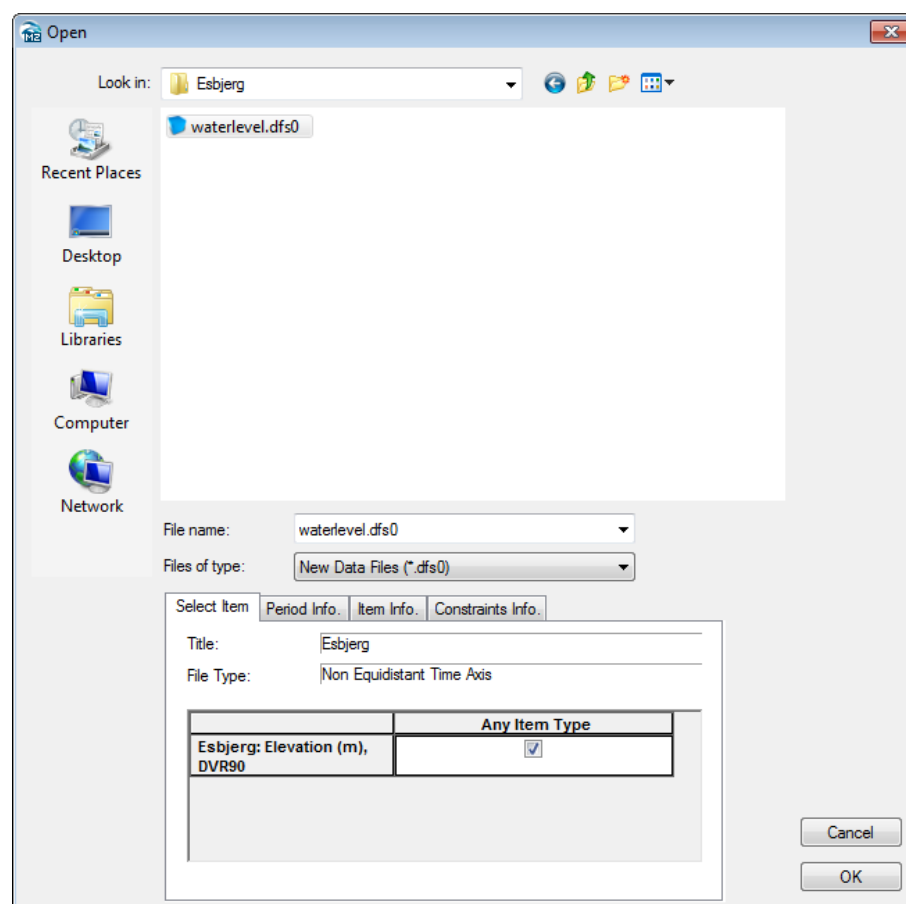 Open
Look in: Esbjerg
waterlevel.dfs0
Recent Places
Desktop
Libraries
Computer
Network
File name: waterlevel.dfs0
Files of type: New Data Files (*.dfs0)
Select Item Period Info. Item Info. Constraints Info.
Title: Esbjerg
File Type: Non Equidistant Time Axis
Any Item Type
Esbjerg: Elevation (m),
DVR90
Cancel
OK